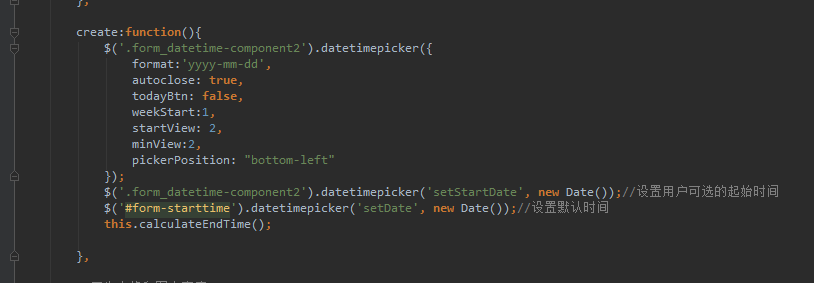 },
create:function(){
$('.form_datetime-component2').datetimepicker({
format:'yyyy-mm-dd',
autoclose: true,
todayBtn: false,
weekStart:1,
startView: 2,
minView:2,
pickerPosition: "bottom-left"
});
$('.form_datetime-component2').datetimepicker('setStartDate', new Date());//设置用户可选的起始时间
$('#form-starttime').datetimepicker('setDate', new Date());//设置默认时间
this.calculateEndTime();
},